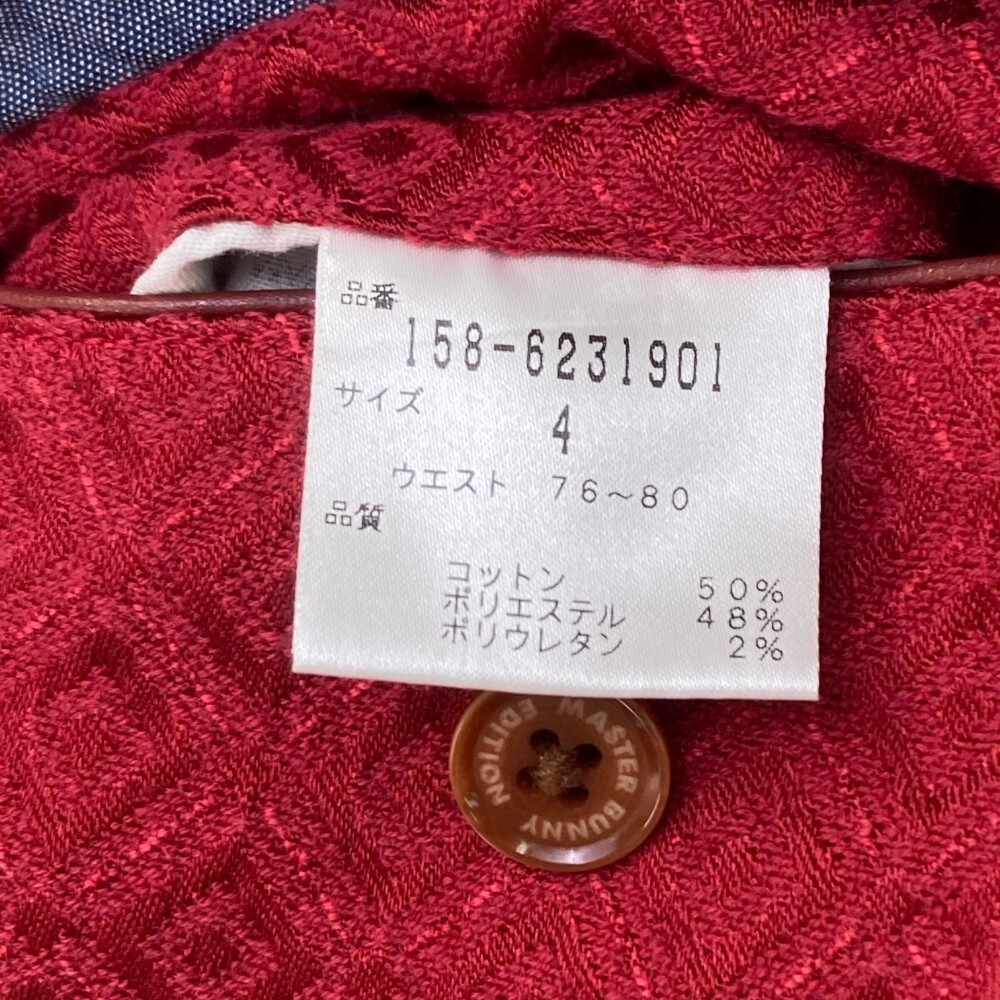 品番
158-6231901
サイズ
4
ウエスト 76～80
品質
コットン 50%
ポリエステル 48%
ポリウレタン 2%
MASTER BUNNY EDITION